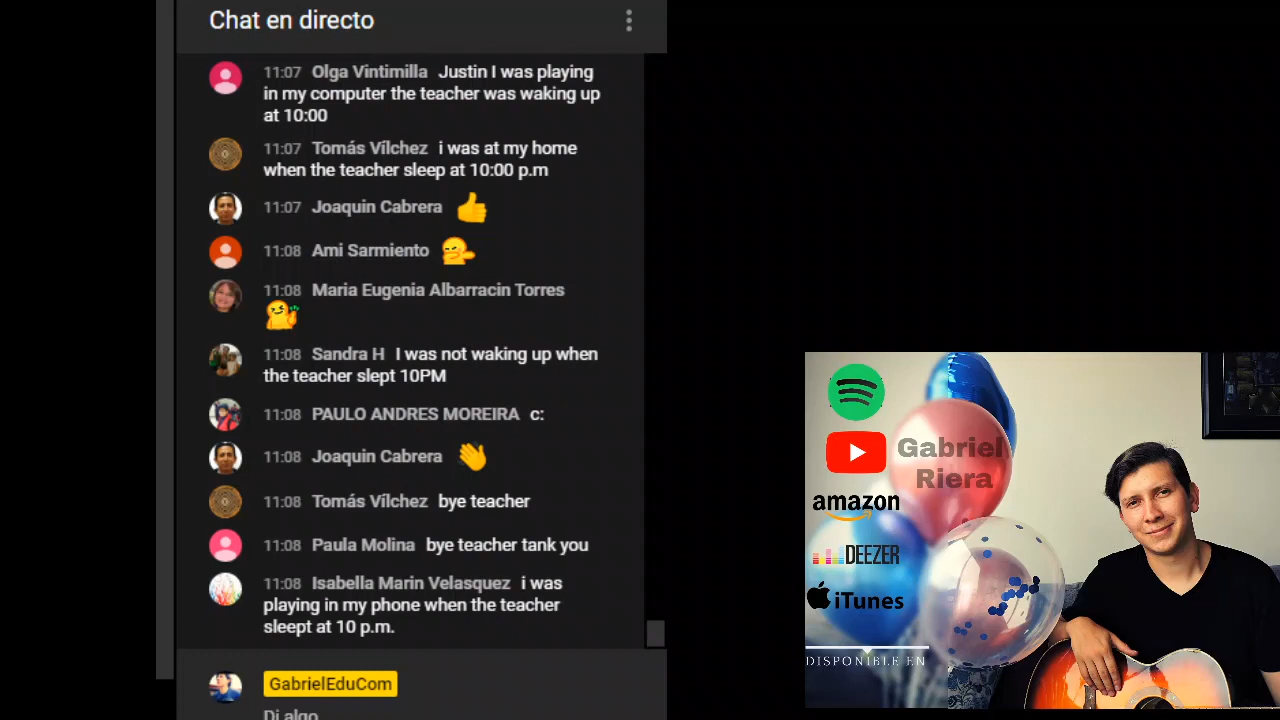 Chat en directo
11:07 Olga Vintimilla Justin I was playing
in my computer the teacher was waking up
at 10:00
11:07 Tomás Vílchez i was at my home
when the teacher sleep at 10:00 p.m
11:07 Joaquin Cabrera
11:08 Ami Sarmiento
11:08 Maria Eugenia Albarracin Torres
11:08 Sandra H I was not waking up when
the teacher slept 10PM
11:08 PAULO ANDRES MOREIRA c:
11:08 Joaquin Cabrera
11:08 Tomás Vílchez bye teacher
11:08 Paula Molina bye teacher tank you
11:08 Isabella Marin Velasquez i was
playing in my phone when the teacher
sleept at 10 p.m.
GabrielEduCom
Di algo
Gabriel
Riera
amazon
DEEZER
iTunes
DISPONIBLE EN